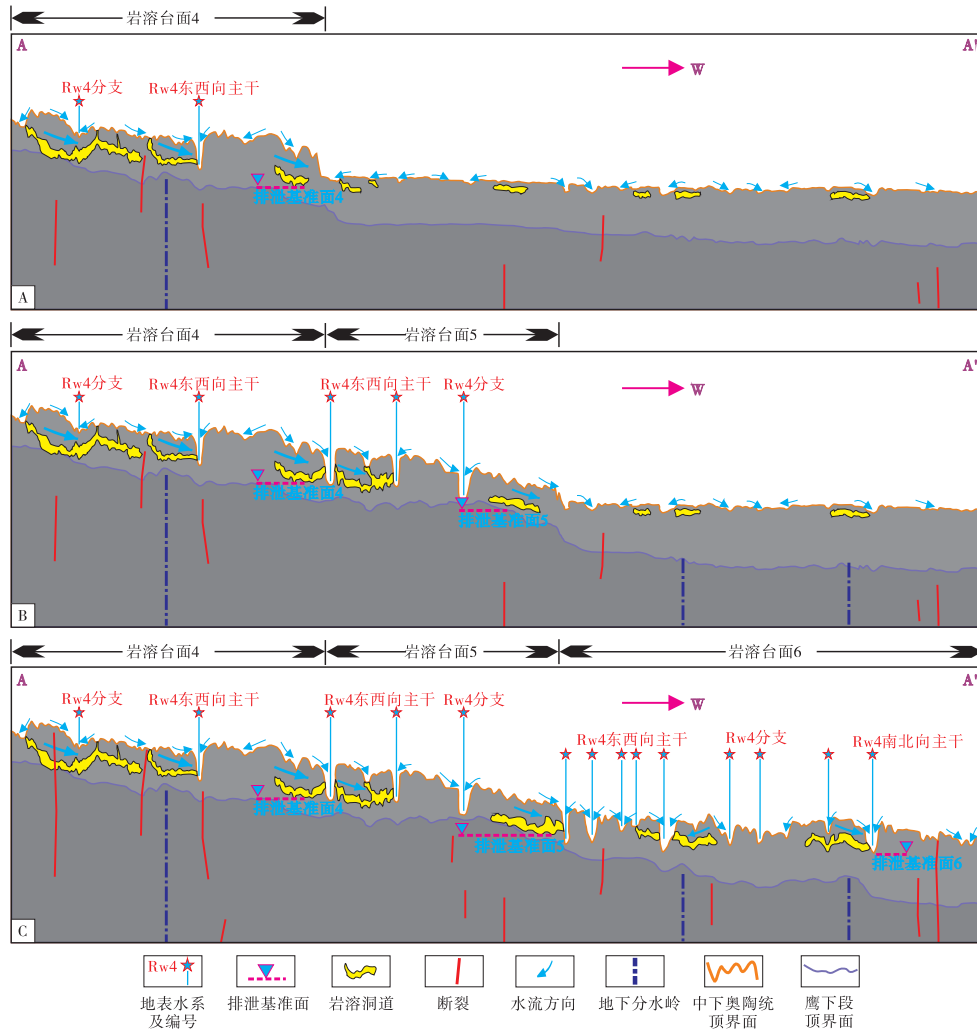 岩溶台面4
A A'
W
Rw4分支 Rw4东西向主干
排泄基准面4
A
岩溶台面4 岩溶台面5
A A'
W
Rw4分支 Rw4东西向主干 Rw4东西向主干 Rw4分支
排泄基准面4
排泄基准面5
B
岩溶台面4 岩溶台面5 岩溶台面6
A A'
W
Rw4分支 Rw4东西向主干 Rw4东西向主干 Rw4分支
Rw4东西向主干 Rw4分支 Rw4南北向主干
排泄基准面4
排泄基准面
排泄基准面6
C
Rw4
地表水系及编号 排泄基准面 岩溶洞道 断裂 水流方向 地下分水岭 中下奥陶统顶界面 鹰下段顶界面